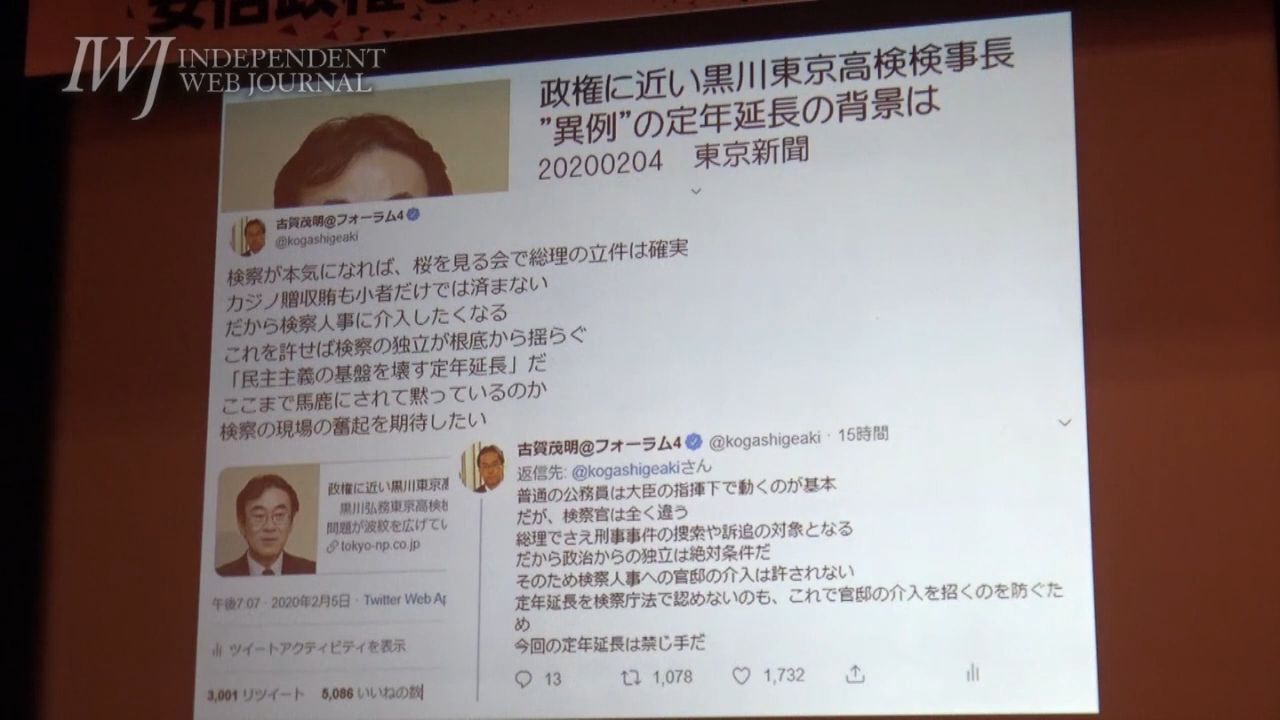 安倍政権
IWJ INDEPENDENT
WEB JOURNAL
政権に近い黒川東京高検検事長
”異例”の定年延長の背景は
20200204 東京新聞
古賀茂明@フォーラム4
@kogashigeaki
検察が本気になれば、桜を見る会で総理の立件は確実
カジノ贈収賄も小者だけでは済まない
だから検察人事に介入したくなる
これを許せば検察の独立が根底から揺らぐ
「民主主義の基盤を壊す定年延長」だ
ここまで馬鹿にされて黙っているのか
検察の現場の奮起を期待したい
政権に近い黒川東京高
黒川弘務東京高検検
問題が波紋を広げてい
tokyo-np.co.jp
午後7:07 · 2020年2月5日 · Twitter Web Ap
ツイートアクティビティを表示
3,001 リツイート 5,086 いいねの数
古賀茂明@フォーラム4 @kogashigeaki · 15時間
返信先: @kogashigeakiさん
普通の公務員は大臣の指揮下で動くのが基本
だが、検察官は全く違う
総理でさえ刑事事件の捜索や訴追の対象となる
だから政治からの独立は絶対条件だ
そのため検察人事への官邸の介入は許されない
定年延長を検察庁法で認めないのも、これで官邸の介入を招くのを防ぐた
め
今回の定年延長は禁じ手だ
13 1,078 1,732